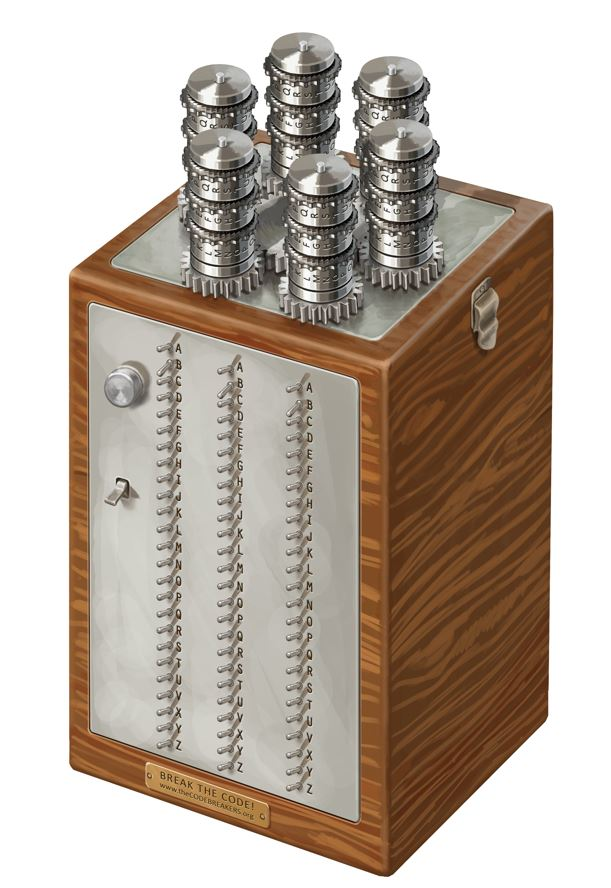 Q R S
F G H
L
Q R S
Q R S
F G
L M N
Q R S
F G H
L M
Q R S
F G H
L M N
A B C D E F G H I J K L M N O P Q R S T U V X Y Z
A B C D E F G H I J K L M N O P Q R S T U V X Y Z
A B C D E F G H I J K L M N O P Q R S T U V X Y Z
BREAK THE CODE!
www.theCODEBREAKERS.org